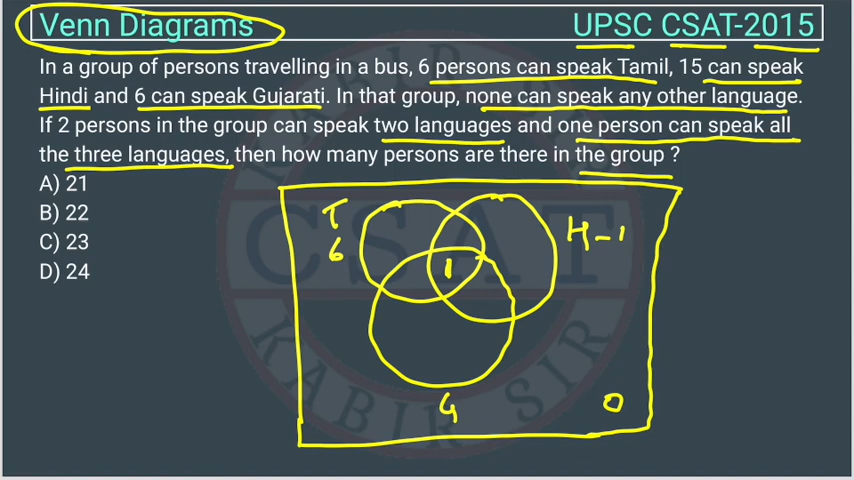 Venn Diagrams
UPSC CSAT-2015
In a group of persons travelling in a bus, 6 persons can speak Tamil, 15 can speak
Hindi and 6 can speak Gujarati. In that group, none can speak any other language.
If 2 persons in the group can speak two languages and one person can speak all
the three languages, then how many persons are there in the group ?
A) 21
B) 22
C) 23
D) 24
T
6
H-1
1
G
0
CSAT
KABIR SIR